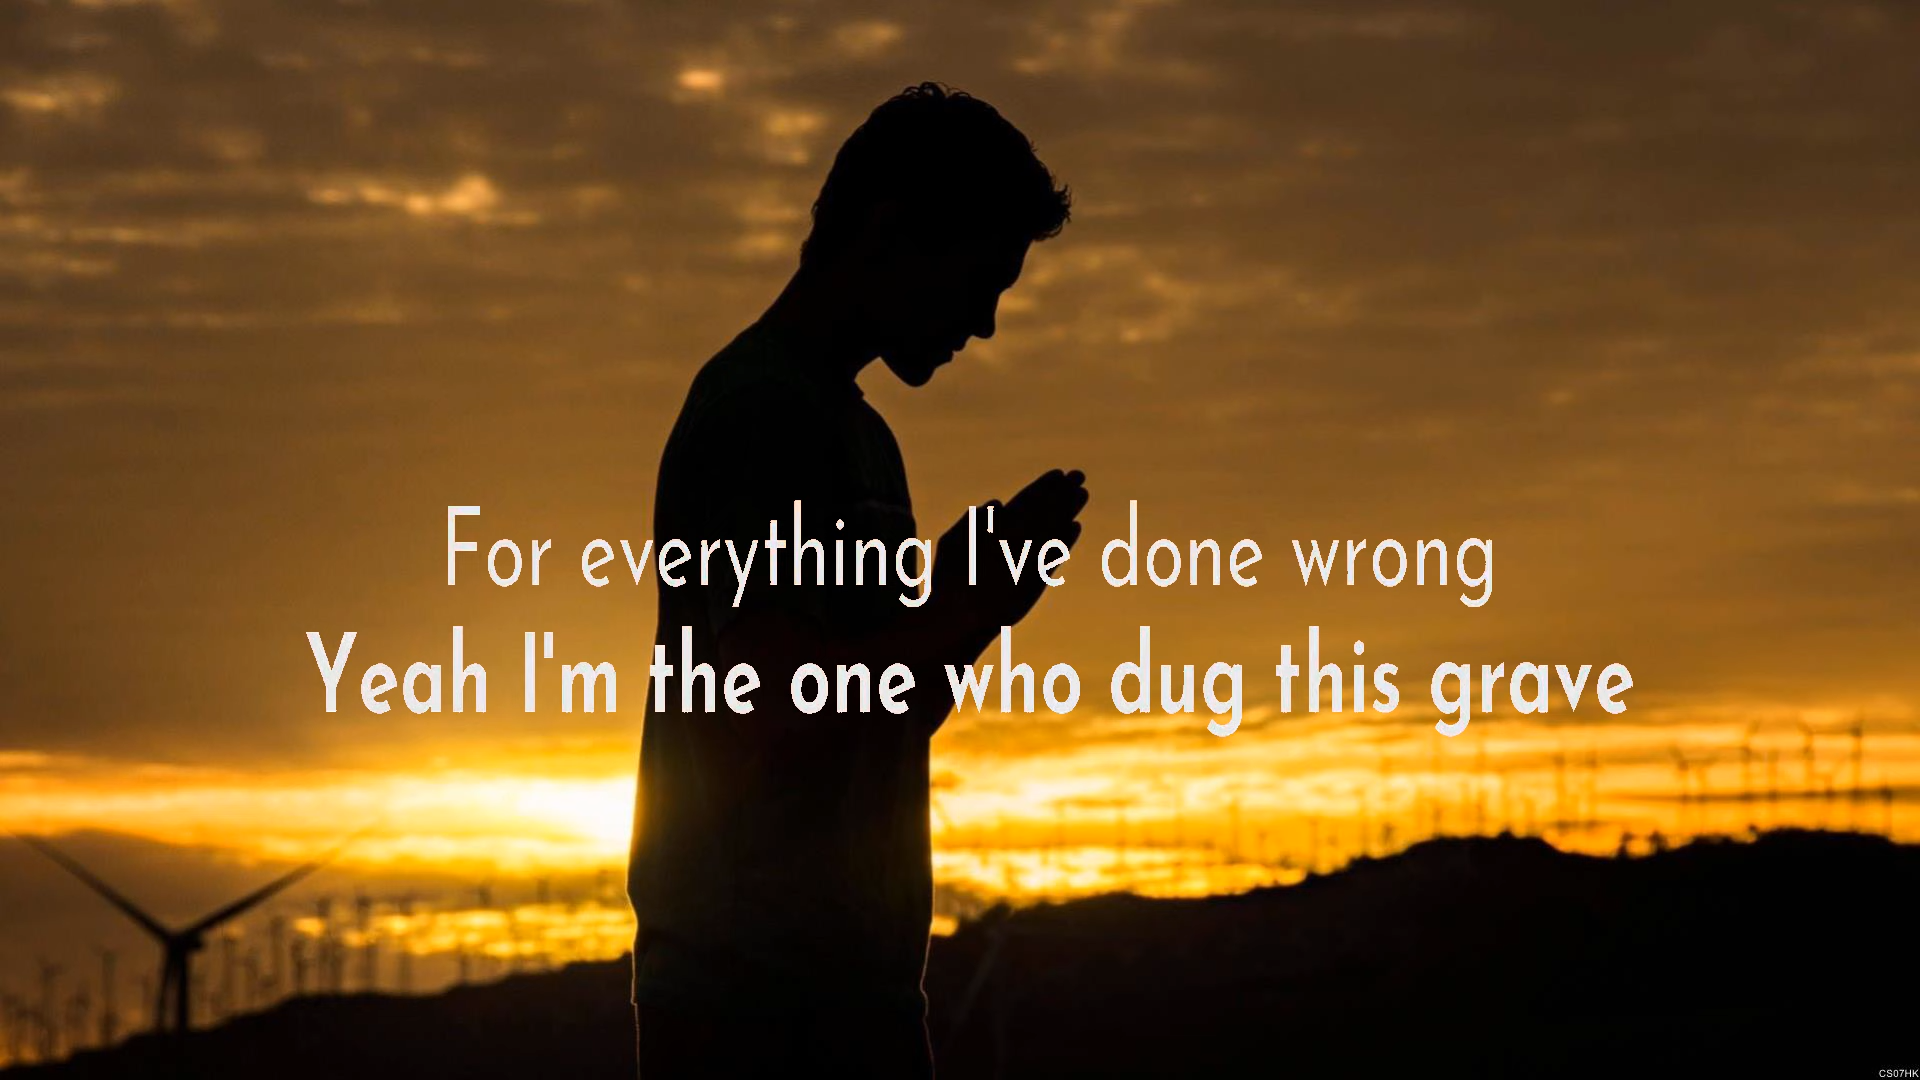 For everything I've done wrong
Yeah I'm the one who dug this grave
CS07HK